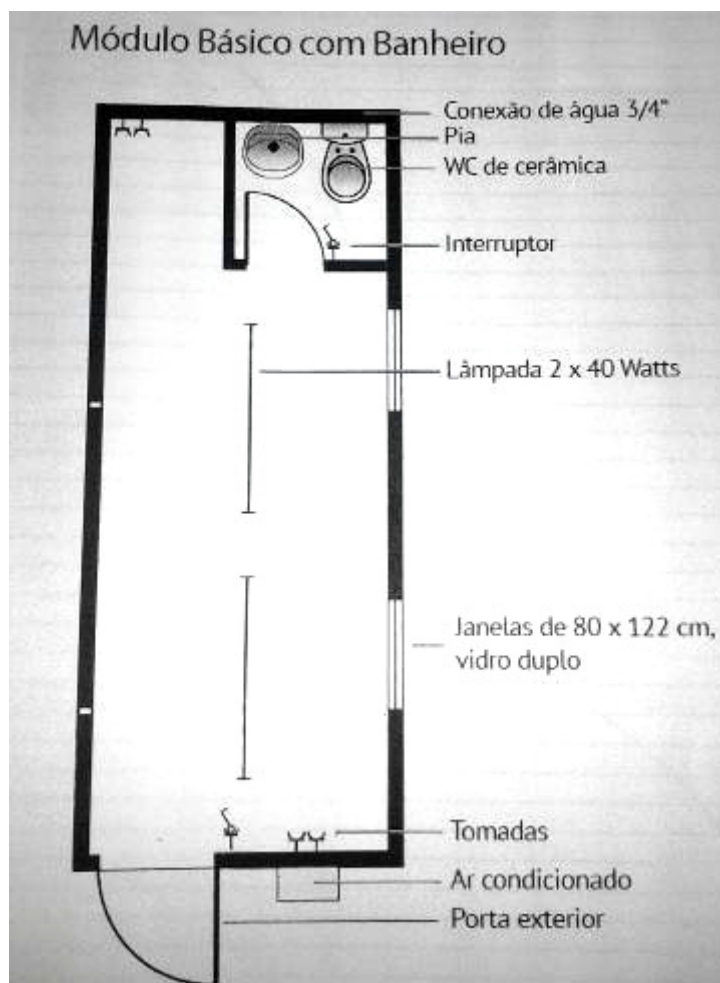 Módulo Básico com Banheiro
Conexão de água 3/4"
Pia
WC de cerâmica
Interruptor
Lâmpada 2 x 40 Watts
Janelas de 80 x 122 cm,
vidro duplo
Tomadas
Ar condicionado
Porta exterior